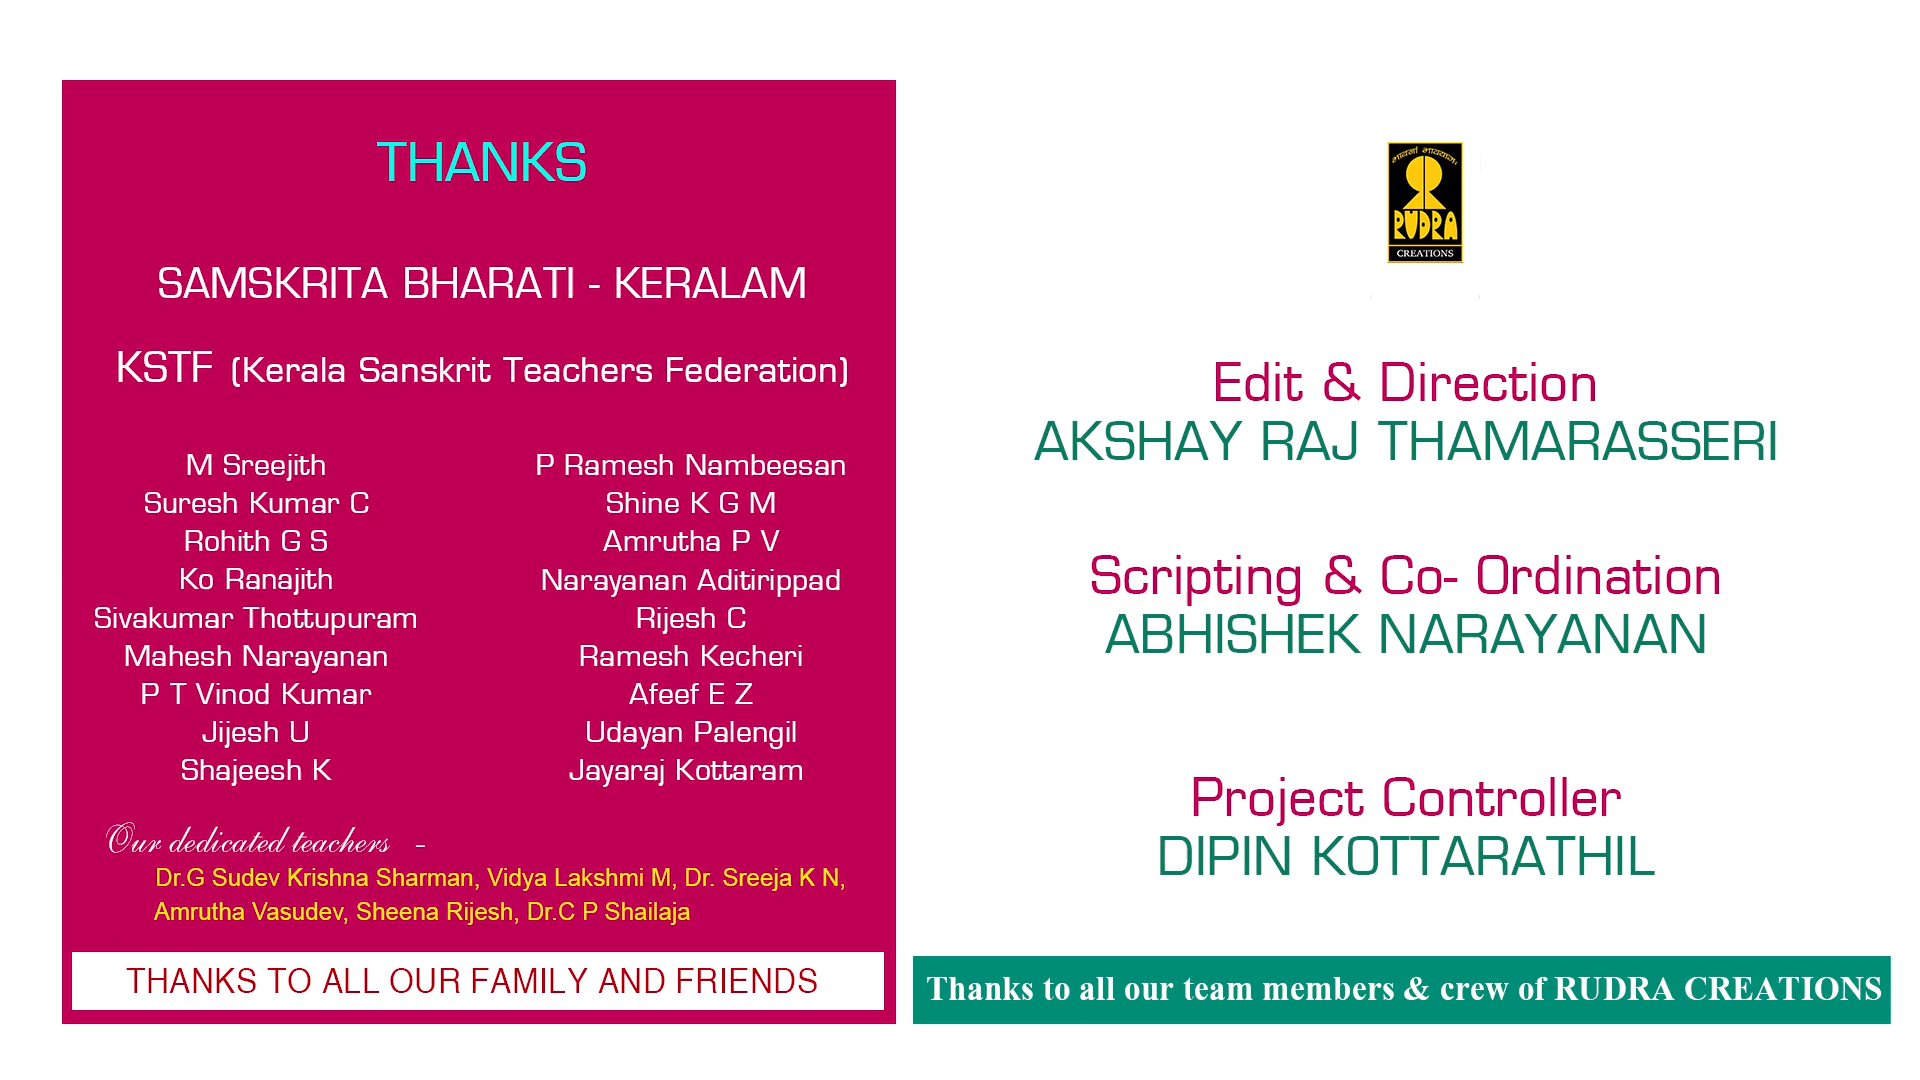 THANKS
SAMSKRITA BHARATI - KERALAM
KSTF (Kerala Sanskrit Teachers Federation)
M Sreejith
Suresh Kumar C
Rohith G S
Ko Ranajith
Sivakumar Thottupuram
Mahesh Narayanan
P T Vinod Kumar
Jijesh U
Shajeesh K
P Ramesh Nambeesan
Shine K G M
Amrutha P V
Narayanan Aditirippad
Rijesh C
Ramesh Kecheri
Afeef E Z
Udayan Palengil
Jayaraj Kottaram
Our dedicated teachers -
Dr.G Sudev Krishna Sharman, Vidya Lakshmi M, Dr. Sreeja K N,
Amrutha Vasudev, Sheena Rijesh, Dr.C P Shailaja
THANKS TO ALL OUR FAMILY AND FRIENDS
RUDRA
CREATIONS
Edit & Direction
AKSHAY RAJ THAMARASSERI
Scripting & Co- Ordination
ABHISHEK NARAYANAN
Project Controller
DIPIN KOTTARATHIL
Thanks to all our team members & crew of RUDRA CREATIONS